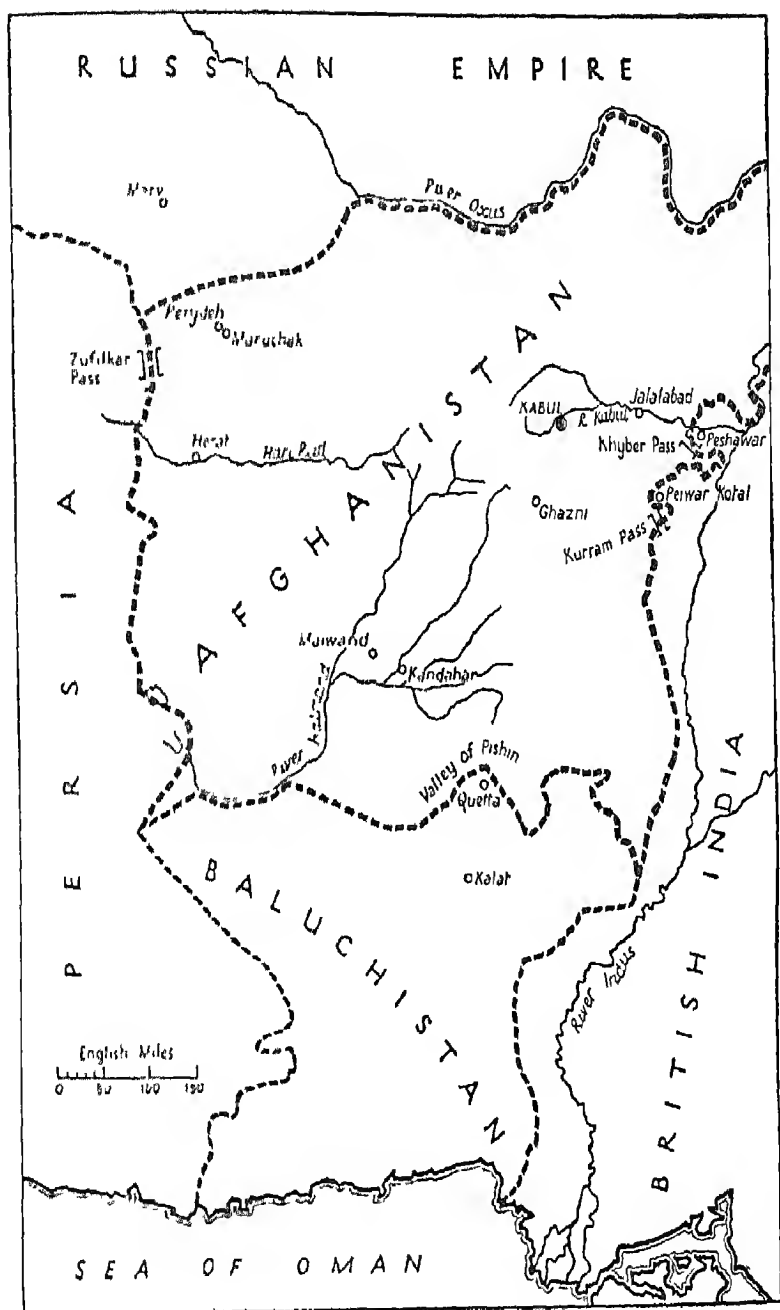 RUSSIAN EMPIRE
Merv
River Oxus
Penjdeh
Maruchak
Zulfikar
Pass
AFGHANISTAN
KABUL
R. Kabul
Jalalabad
Khyber Pass
Peshawar
Herat
Hari Rud
Ghazni
Peiwar Kotal
Kurram Pass
PERSIA
Maiwand
Kandahar
River Helmand
Valley of Pishin
Quetta
Kalat
BALUCHISTAN
River Indus
BRITISH INDIA
English Miles
0 50 100 150
SEA OF OMAN